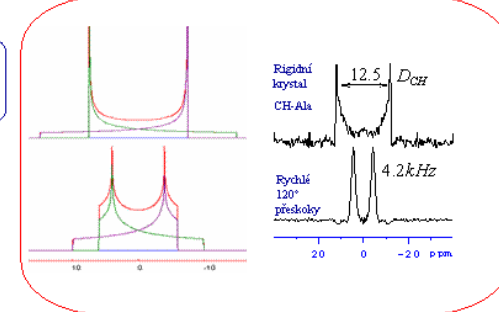 Rigidní
krystal
CH-Ala
12.5
D_CH
4.2kHz
Rychlé
120°
přeskoky
10 0 -10
20 0 -20 ppm